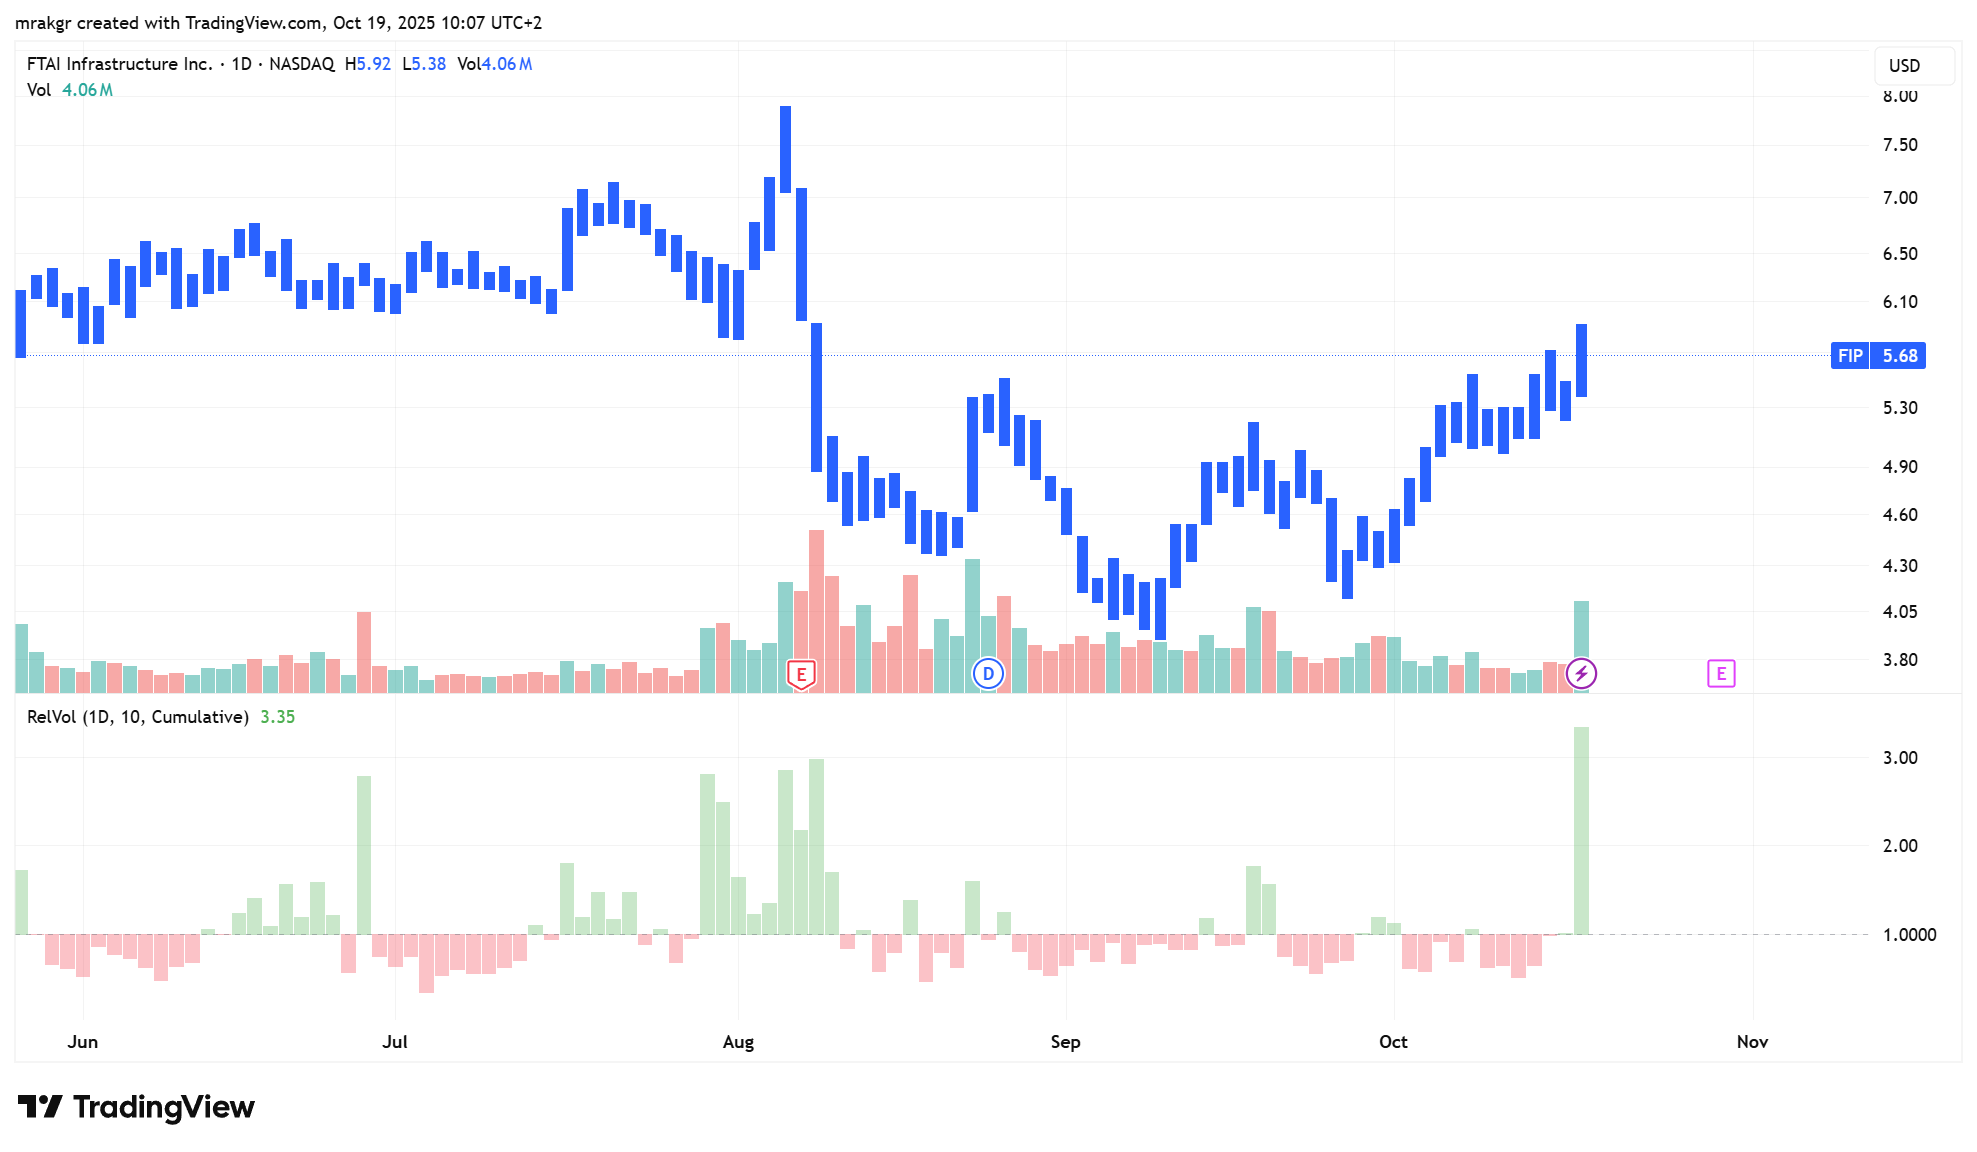 mrakgr created with TradingView.com, Oct 19, 2025 10:07 UTC+2
FTAI Infrastructure Inc. · 1D · NASDAQ H5.92 L5.38 Vol4.06M
Vol 4.06M
USD
8.00
7.50
7.00
6.50
6.10
FIP 5.68
5.30
4.90
4.60
4.30
4.05
3.80
E
D
E
RelVol (1D, 10, Cumulative) 3.35
3.00
2.00
1.0000
Jun Jul Aug Sep Oct Nov
TradingView